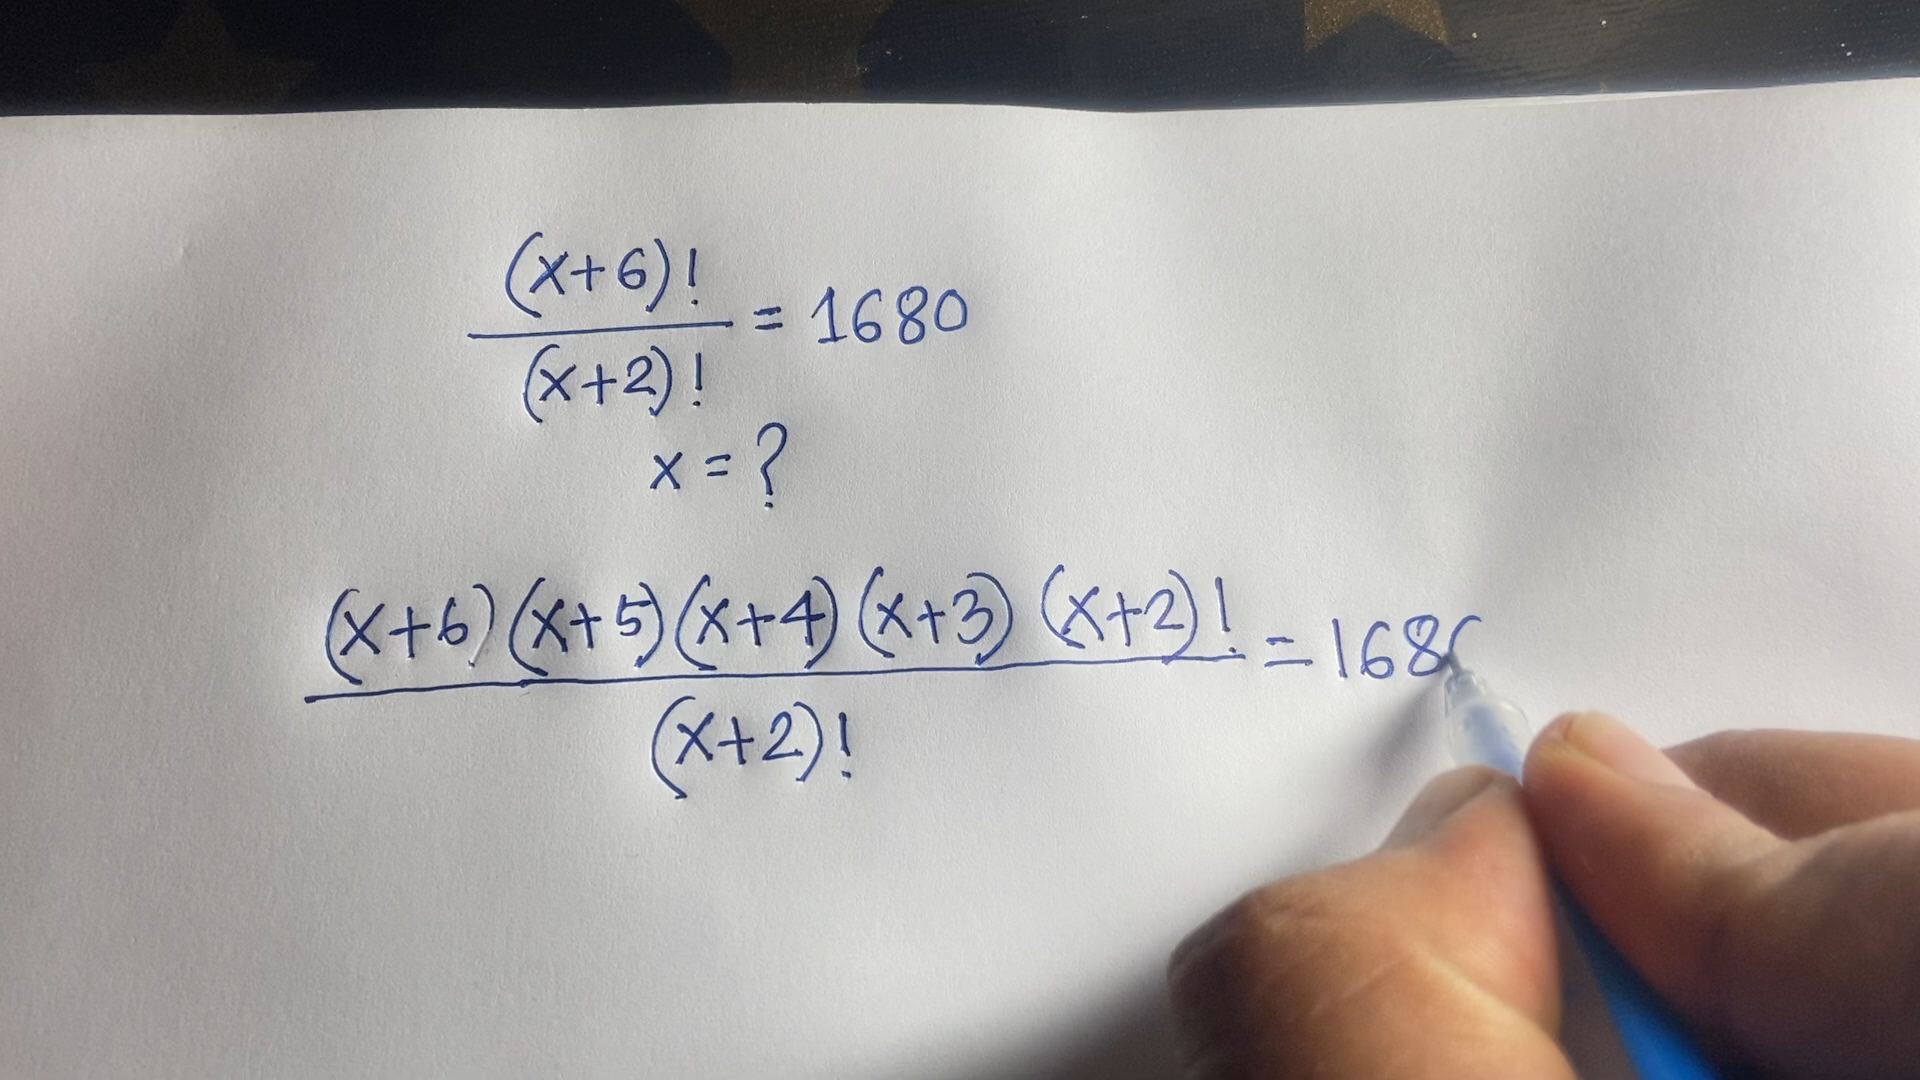 (x+6)!
= 1680
(x+2)!
x = ?
(x+6)(x+5)(x+4)(x+3)(x+2)!
= 168
(x+2)!